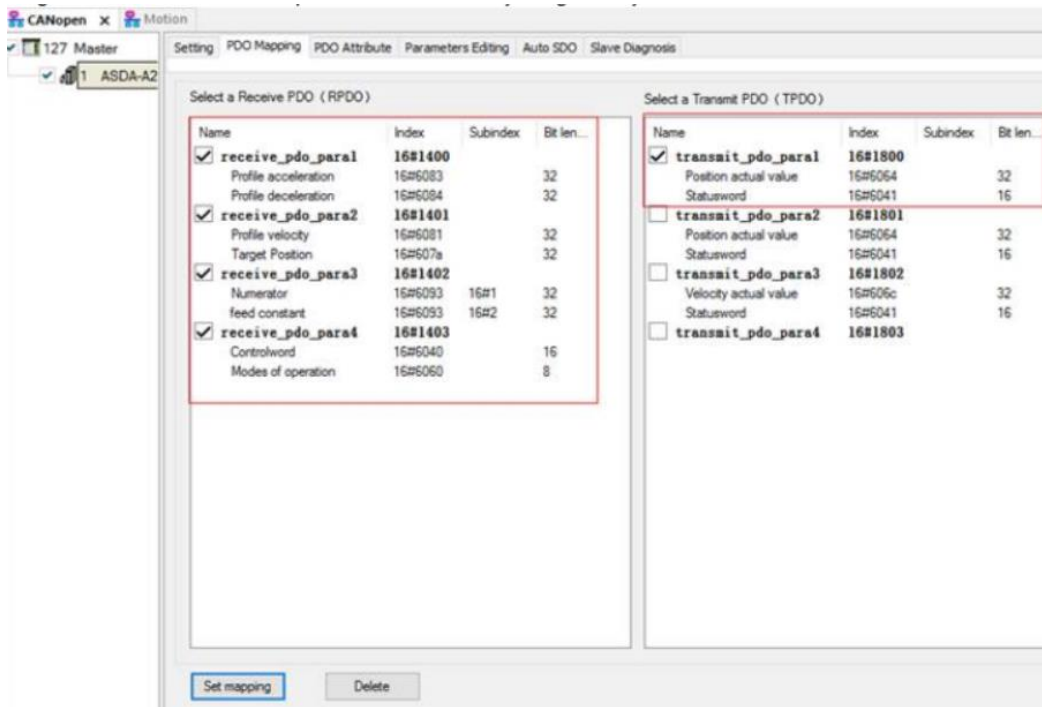 CANopen x Motion
127 Master
1 ASDA-A2
Setting PDO Mapping PDO Attribute Parameters Editing Auto SDO Slave Diagnosis
Select a Receive PDO (RPDO)
Name Index Subindex Bit len...
receive_pdo_para1 16#1400
Profile acceleration 16#6083 32
Profile deceleration 16#6084 32
receive_pdo_para2 16#1401
Profile velocity 16#6081 32
Target Position 16#607a 32
receive_pdo_para3 16#1402
Numerator 16#6093 16#1 32
feed constant 16#6093 16#2 32
receive_pdo_para4 16#1403
Controlword 16#6040 16
Modes of operation 16#6060 8
Select a Transmit PDO (TPDO)
Name Index Subindex Bit len...
transmit_pdo_para1 16#1800
Position actual value 16#6064 32
Statusword 16#6041 16
transmit_pdo_para2 16#1801
Position actual value 16#6064 32
Statusword 16#6041 16
transmit_pdo_para3 16#1802
Velocity actual value 16#606c 32
Statusword 16#6041 16
transmit_pdo_para4 16#1803
Set mapping Delete